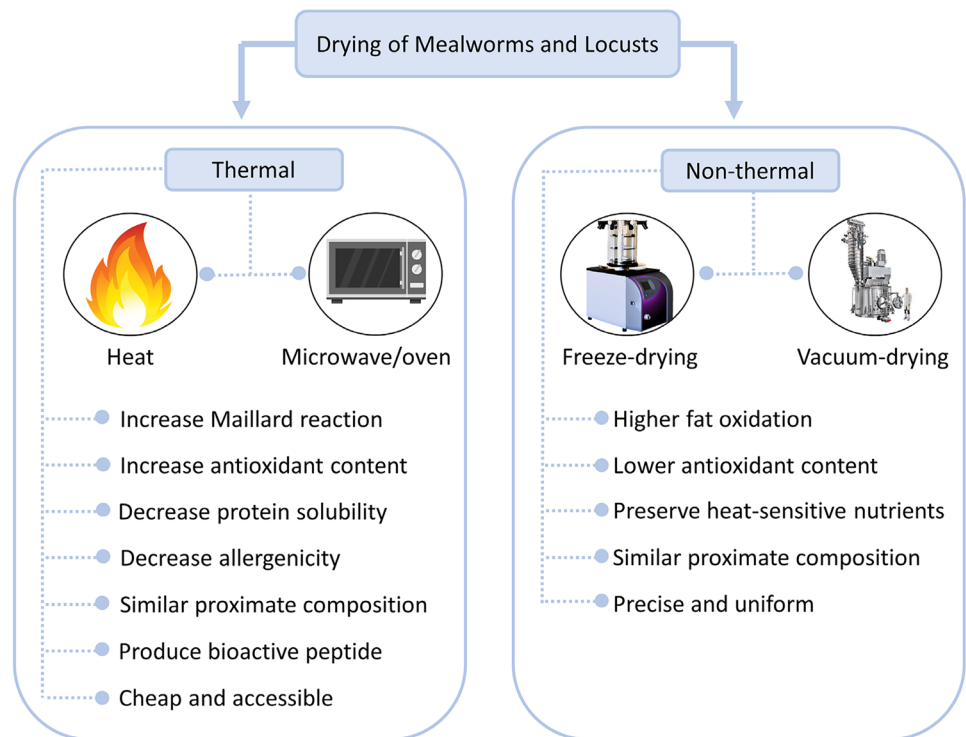 Drying of Mealworms and Locusts
Thermal
Heat
Microwave/oven
Increase Maillard reaction
Increase antioxidant content
Decrease protein solubility
Decrease allergenicity
Similar proximate composition
Produce bioactive peptide
Cheap and accessible
Non-thermal
Freeze-drying
Vacuum-drying
Higher fat oxidation
Lower antioxidant content
Preserve heat-sensitive nutrients
Similar proximate composition
Precise and uniform